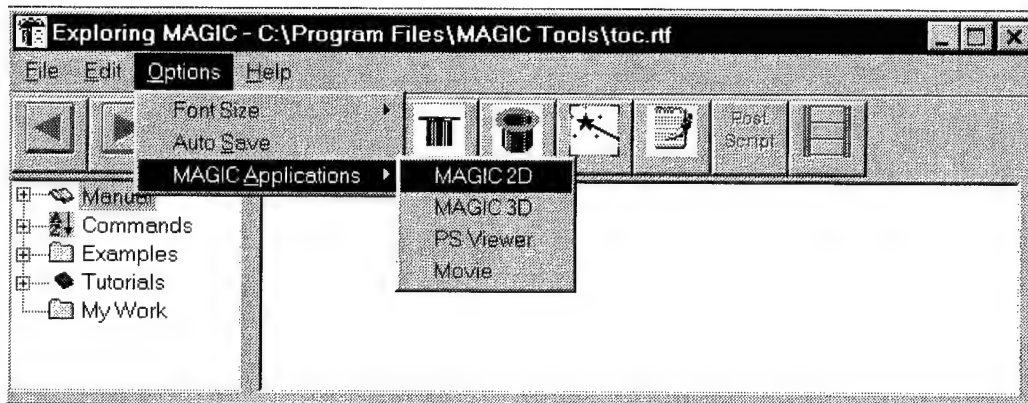 Exploring MAGIC - C:\Program Files\MAGIC Tools\toc.rtf
File Edit Options Help
Font Size
Auto Save
MAGIC Applications
Post Script
MAGIC 2D
MAGIC 3D
PS Viewer
Movie
Manual
Commands
Examples
Tutorials
My Work